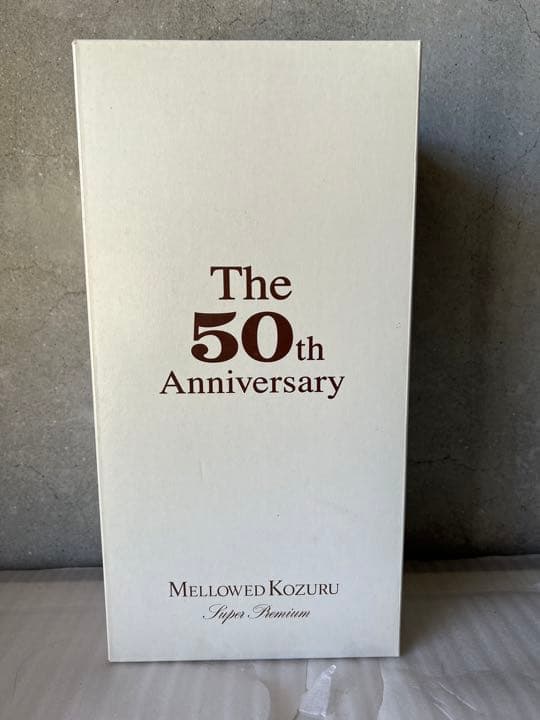 The
50th
Anniversary
MELLOWED KOZURU
Super Premium